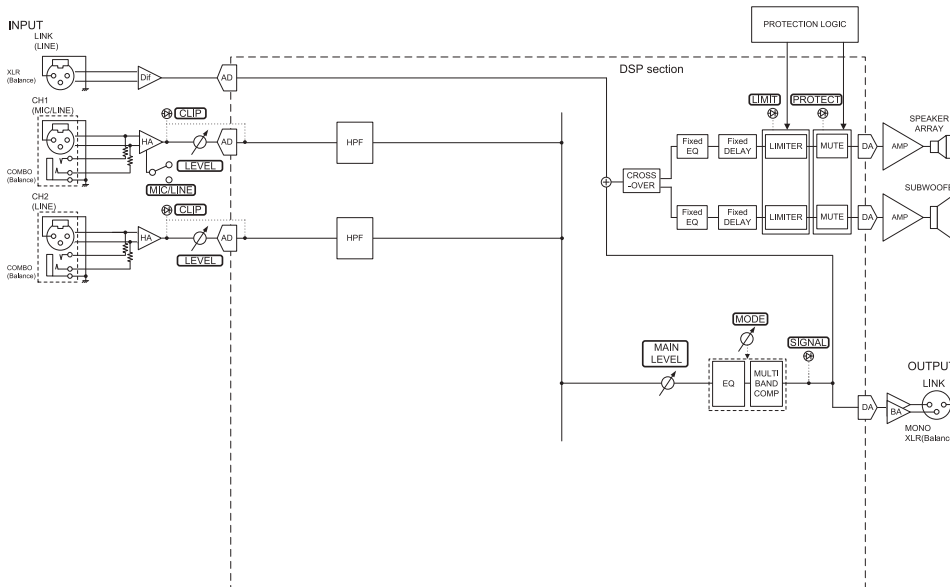 INPUT
LINK
(LINE)
XLR
(Balance)
Dif
AD
DSP section
PROTECTION LOGIC
CH1
(MIC/LINE)
CLIP
HA
AD
LEVEL
MIC/LINE
COMBO
(Balance)
HPF
CH2
(LINE)
CLIP
HA
AD
LEVEL
COMBO
(Balance)
HPF
LIMIT
PROTECT
CROSS
-OVER
Fixed
EQ
Fixed
DELAY
LIMITER
MUTE
DA
AMP
SPEAKER
ARRAY
Fixed
EQ
Fixed
DELAY
LIMITER
MUTE
DA
AMP
SUBWOOFE
MAIN
LEVEL
MODE
EQ
MULTI
BAND
COMP
SIGNAL
DA
BA
OUTPUT
LINK
MONO
XLR(Balance